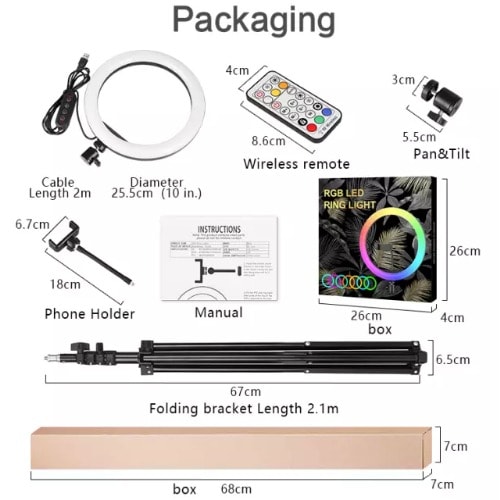 Packaging
4cm
3cm
8.6cm
5.5cm
Wireless remote
Pan&Tilt
Cable
Length 2m
Diameter
25.5cm (10 in.)
6.7cm
18cm
Phone Holder
INSTRUCTIONS
Manual
RGB LED
RING LIGHT
26cm
26cm
4cm
box
6.5cm
67cm
Folding bracket Length 2.1m
7cm
box
68cm
7cm